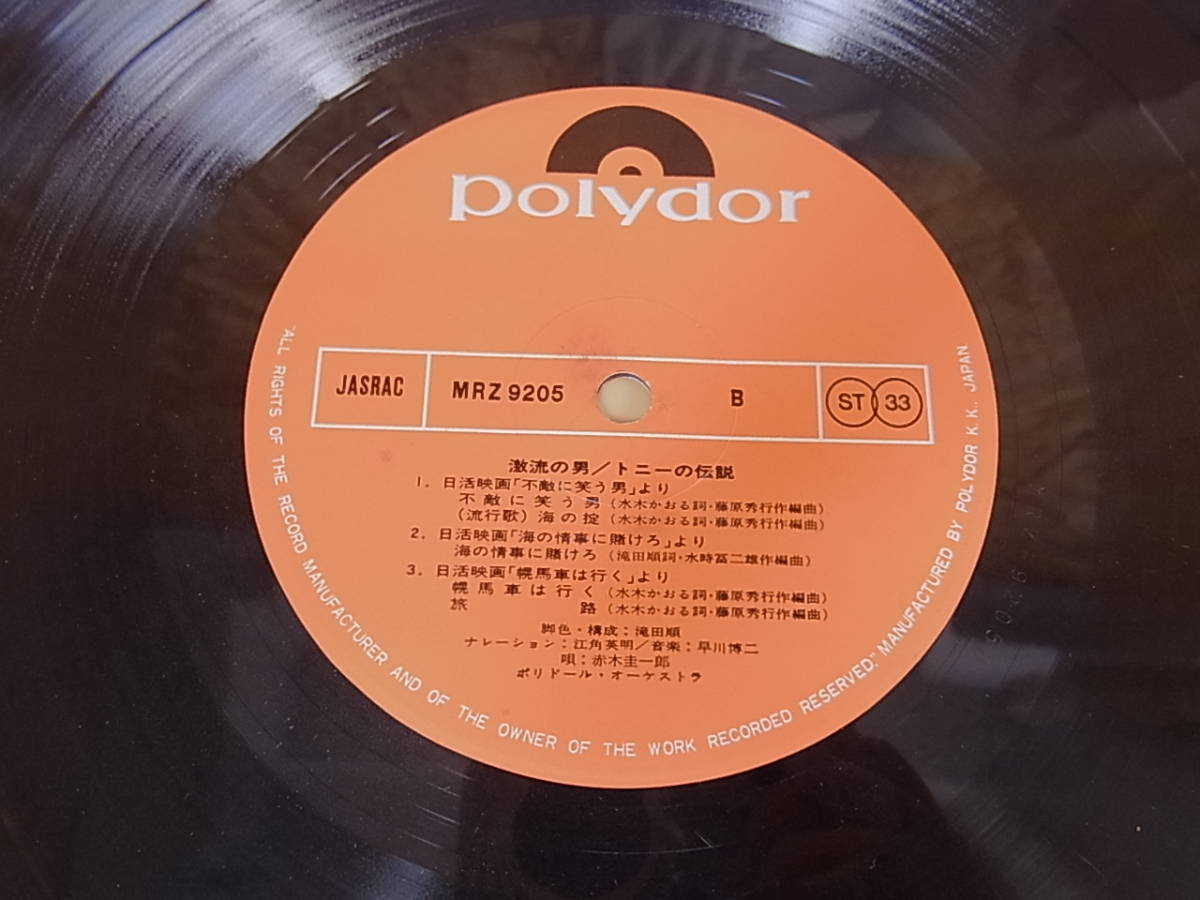 polydor
JASRAC MRZ 9205 B ST 33
激流の男/トニーの伝説
1. 日活映画「不敵に笑う男」より
不敵に笑う男(水木かおる詞・藤原秀行作編曲)
(流行歌) 海の掟(水木かおる詞・藤原秀行作編曲)
2. 日活映画「海の情事に賭けろ」より
海の情事に賭けろ(滝田順詞・水時冨二雄作編曲)
3. 日活映画「幌馬車は行く」より
幌馬車は行く(水木かおる詞・藤原秀行作編曲)
旅路(水木かおる詞・藤原秀行作編曲)
脚色・構成:滝田順
ナレーション:江角英明/音楽:早川博二
唄:赤木圭一郎
ポリドール・オーケストラ
"ALL RIGHTS OF THE RECORD MANUFACTURER AND OF THE OWNER OF THE WORK RECORDED RESERVED." MANUFACTURED BY POLYDOR K.K., JAPAN